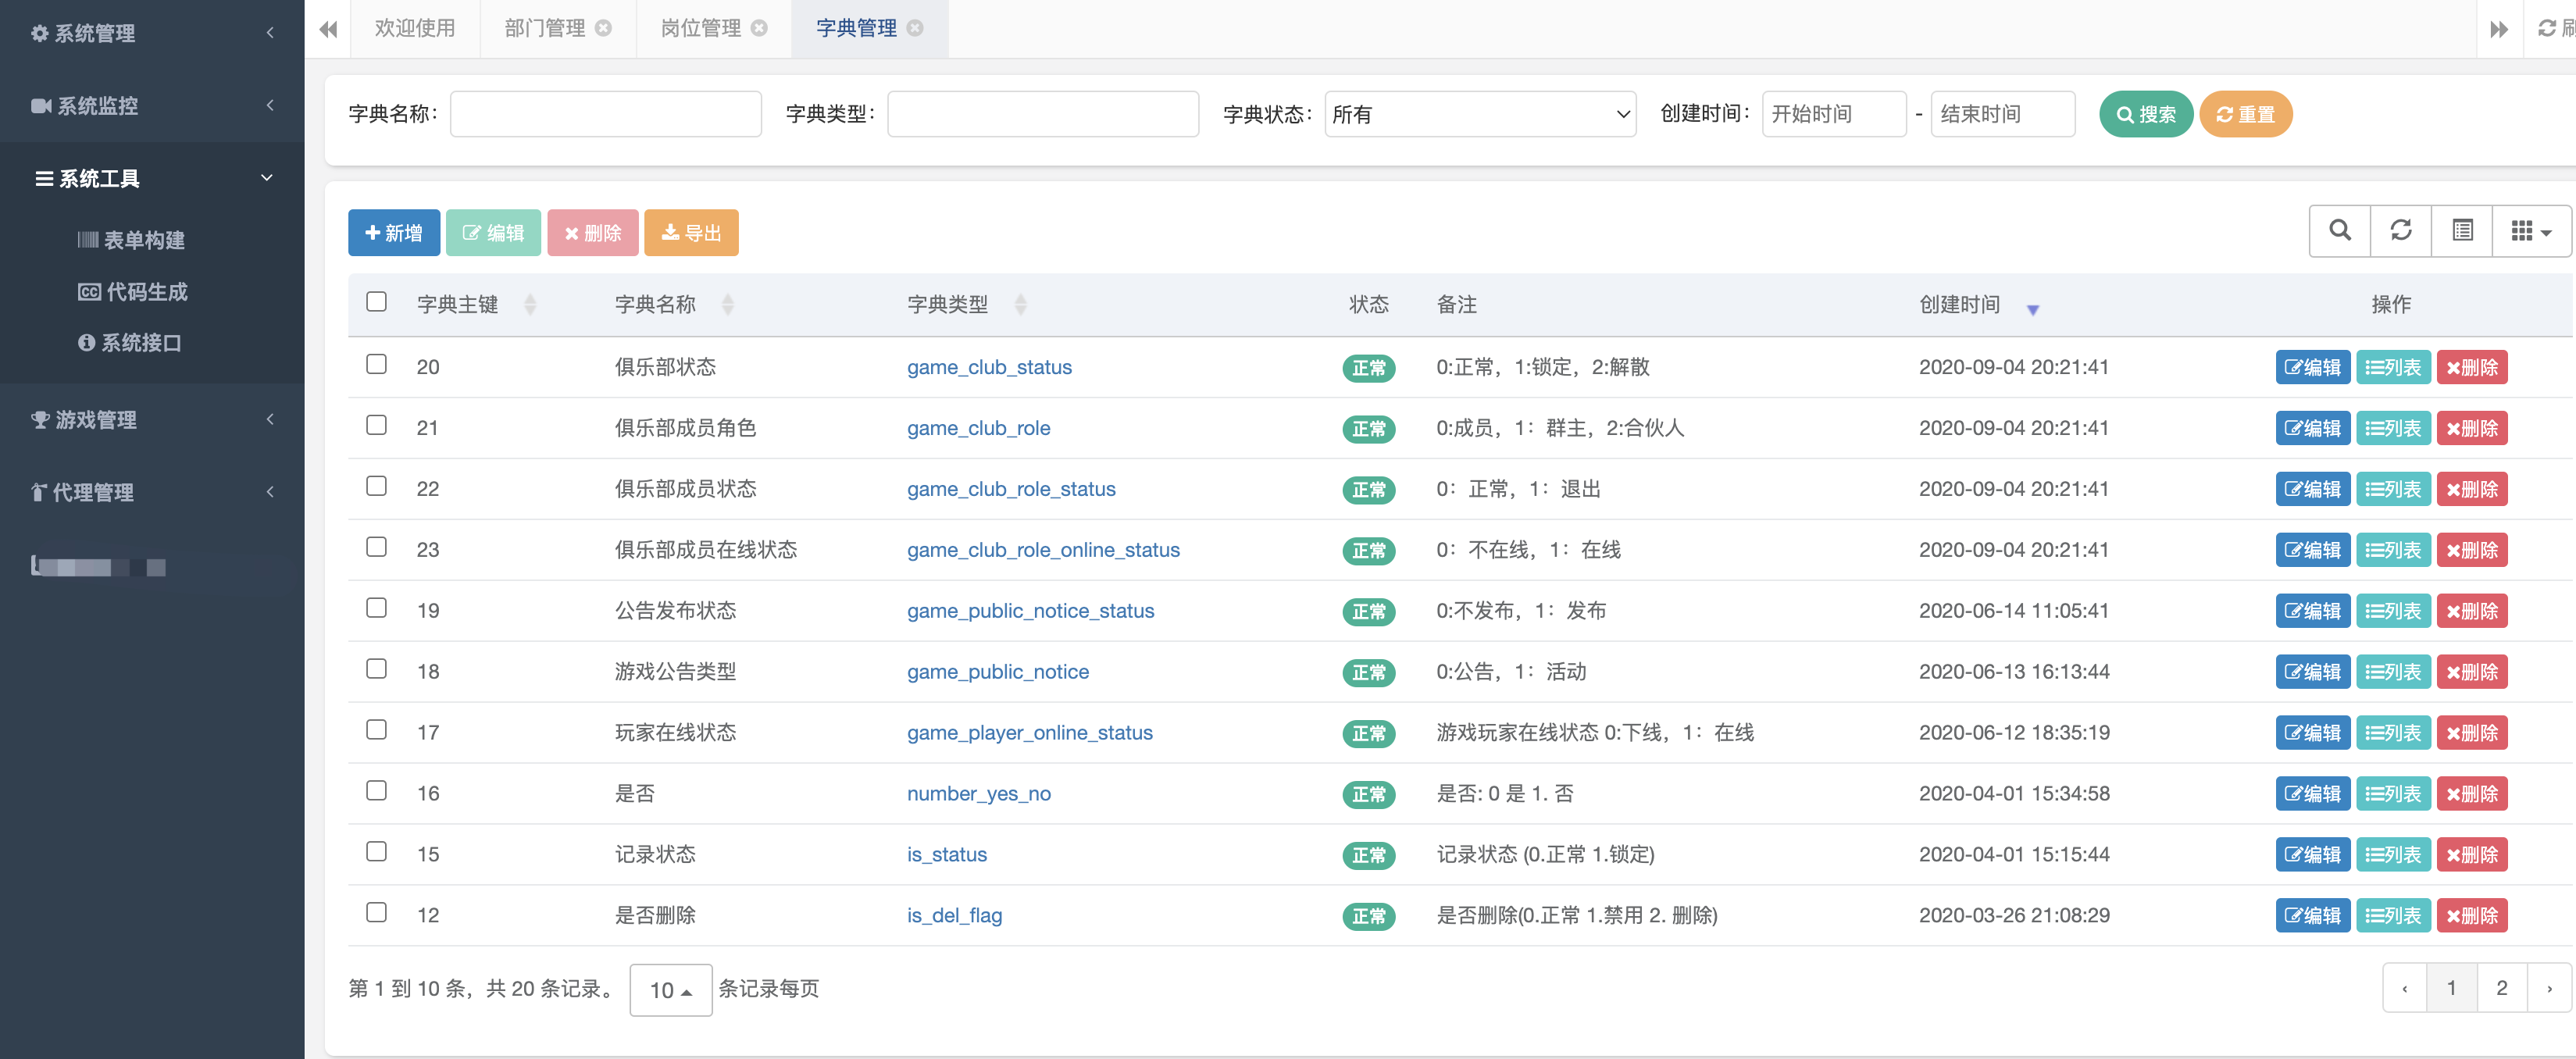 系统管理
系统监控
系统工具
表单构建
代码生成
系统接口
游戏管理
代理管理
欢迎使用 部门管理 岗位管理 字典管理
字典名称： 字典类型： 字典状态： 所有 创建时间： 开始时间 - 结束时间 搜索 重置
新增 编辑 删除 导出
字典主键 字典名称 字典类型 状态 备注 创建时间 操作
20 俱乐部状态 game_club_status 正常 0:正常，1:锁定，2:解散 2020-09-04 20:21:41 编辑 列表 删除
21 俱乐部成员角色 game_club_role 正常 0:成员，1：群主，2:合伙人 2020-09-04 20:21:41 编辑 列表 删除
22 俱乐部成员状态 game_club_role_status 正常 0：正常，1：退出 2020-09-04 20:21:41 编辑 列表 删除
23 俱乐部成员在线状态 game_club_role_online_status 正常 0：不在线，1：在线 2020-09-04 20:21:41 编辑 列表 删除
19 公告发布状态 game_public_notice_status 正常 0:不发布，1：发布 2020-06-14 11:05:41 编辑 列表 删除
18 游戏公告类型 game_public_notice 正常 0:公告，1：活动 2020-06-13 16:13:44 编辑 列表 删除
17 玩家在线状态 game_player_online_status 正常 游戏玩家在线状态 0:下线，1：在线 2020-06-12 18:35:19 编辑 列表 删除
16 是否 number_yes_no 正常 是否: 0 是 1. 否 2020-04-01 15:34:58 编辑 列表 删除
15 记录状态 is_status 正常 记录状态 (0.正常 1.锁定) 2020-04-01 15:15:44 编辑 列表 删除
12 是否删除 is_del_flag 正常 是否删除(0.正常 1.禁用 2. 删除) 2020-03-26 21:08:29 编辑 列表 删除
第 1 到 10 条，共 20 条记录。 10 条记录每页 ‹ 1 2 ›